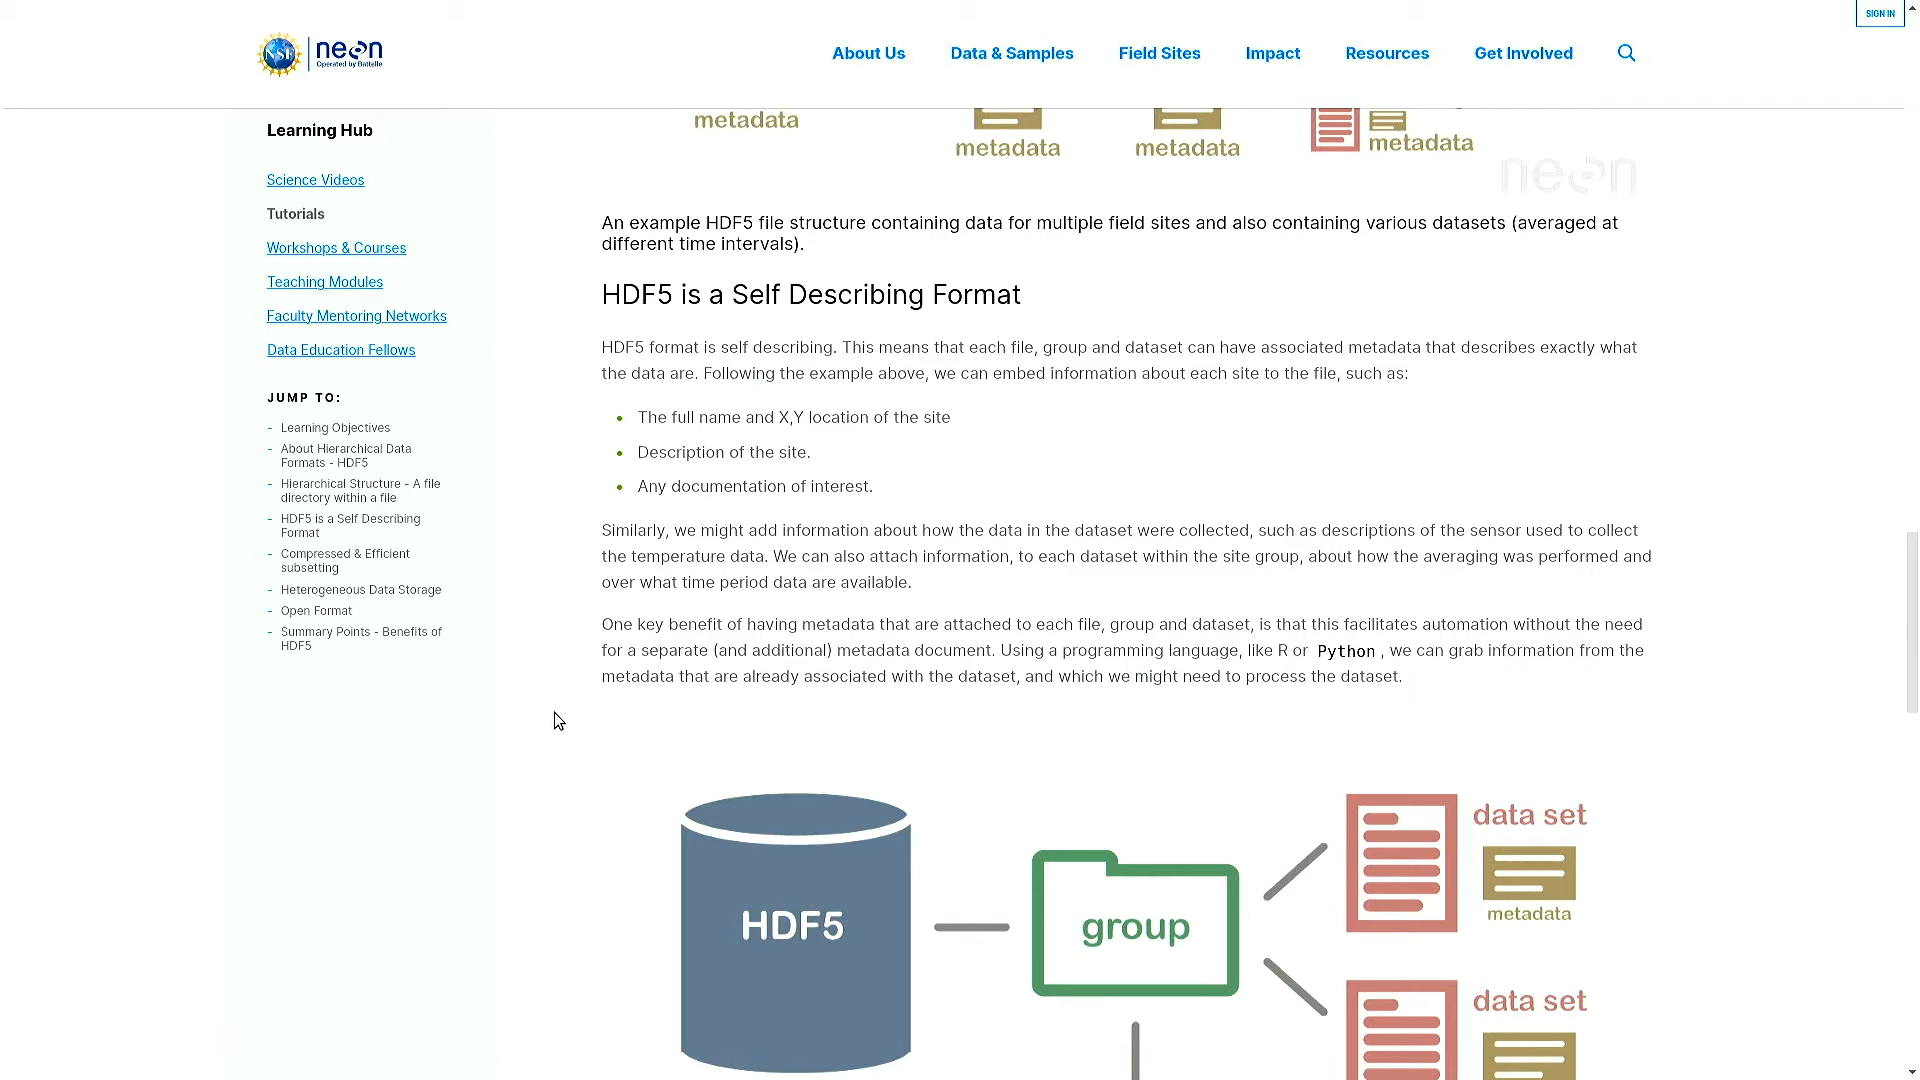 SIGN IN
NSF
neon
Operated by Battelle
About Us
Data & Samples
Field Sites
Impact
Resources
Get Involved
Learning Hub
Science Videos
Tutorials
Workshops & Courses
Teaching Modules
Faculty Mentoring Networks
Data Education Fellows
JUMP TO:
- Learning Objectives
- About Hierarchical Data
Formats - HDF5
- Hierarchical Structure - A file
directory within a file
- HDF5 is a Self Describing
Format
- Compressed & Efficient
subsetting
- Heterogeneous Data Storage
- Open Format
- Summary Points - Benefits of
HDF5
metadata
metadata
metadata
metadata
neon
An example HDF5 file structure containing data for multiple field sites and also containing various datasets (averaged at
different time intervals).
HDF5 is a Self Describing Format
HDF5 format is self describing. This means that each file, group and dataset can have associated metadata that describes exactly what
the data are. Following the example above, we can embed information about each site to the file, such as:
• The full name and X,Y location of the site
• Description of the site.
• Any documentation of interest.
Similarly, we might add information about how the data in the dataset were collected, such as descriptions of the sensor used to collect
the temperature data. We can also attach information, to each dataset within the site group, about how the averaging was performed and
over what time period data are available.
One key benefit of having metadata that are attached to each file, group and dataset, is that this facilitates automation without the need
for a separate (and additional) metadata document. Using a programming language, like R or Python , we can grab information from the
metadata that are already associated with the dataset, and which we might need to process the dataset.
HDF5
group
data set
metadata
data set